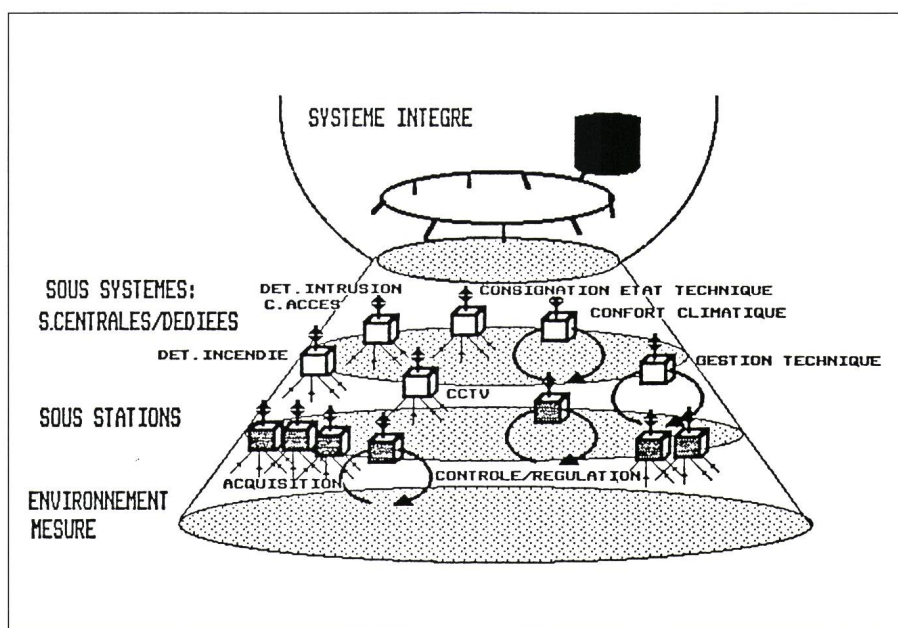 SYSTEME INTEGRE
SOUS SYSTEMES:
S.CENTRALES/DEDIEES
DET.INTRUSION
C.ACCES
CONSIGNATION ETAT TECHNIQUE
CONFORT CLIMATIQUE
DET.INCENDIE
GESTION TECHNIQUE
CCTV
SOUS STATIONS
ACQUISITION
CONTROLE/REGULATION
ENVIRONNEMENT
MESURE